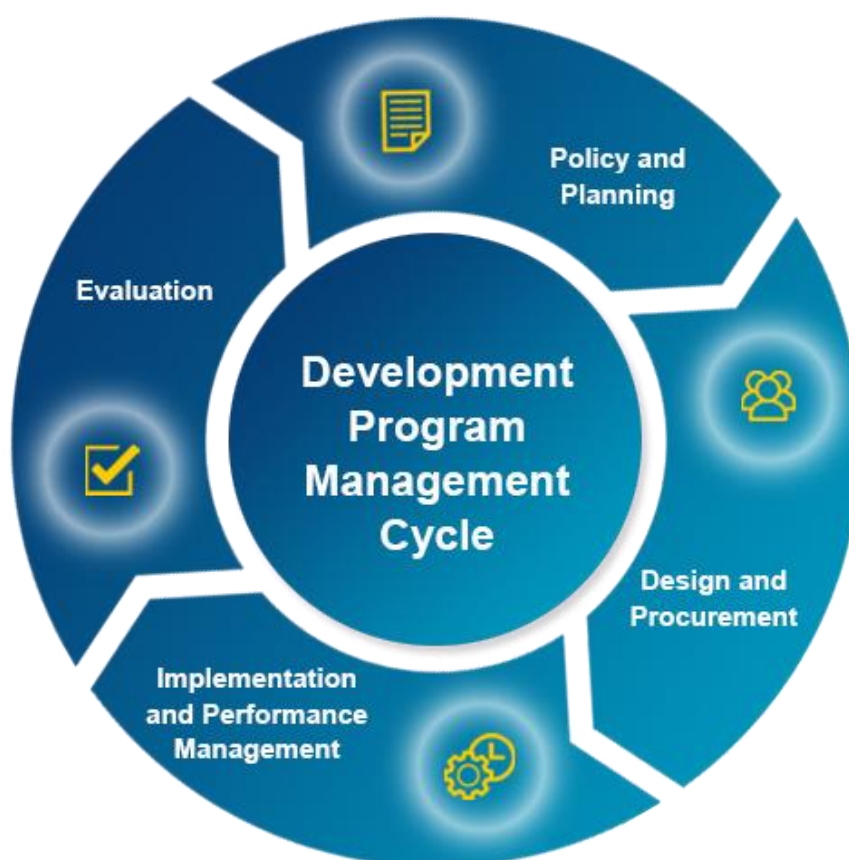 Policy and
Planning
Evaluation
Development
Program
Management
Cycle
Design and
Procurement
Implementation
and Performance
Management